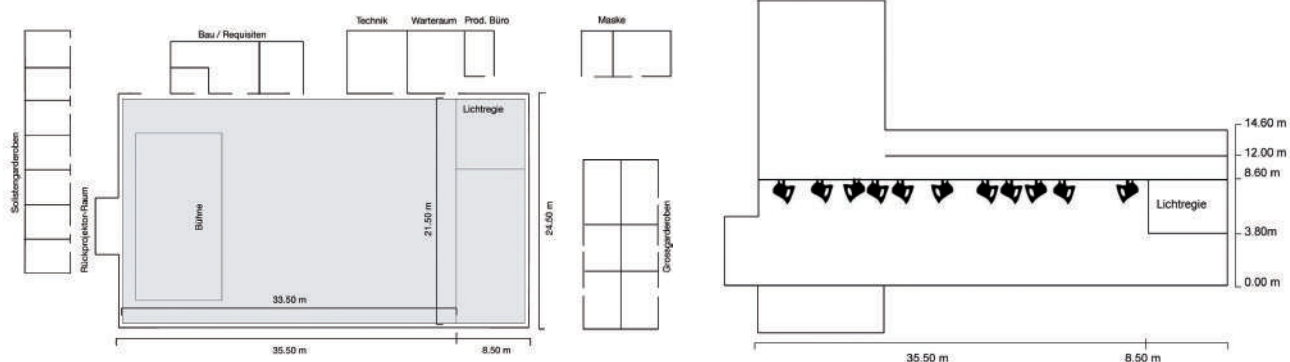 Technik
Warteraum
Prod. Büro
Maske
Bau / Requisiten
Lichtregie
Solistengarderoben
Rückprojektor-Raum
Bühne
21.50 m
24.50 m
Grossgarderoben
33.50 m
35.50 m
8.50 m
14.60 m
12.00 m
8.60 m
Lichtregie
3.80m
0.00 m
35.50 m
8.50 m